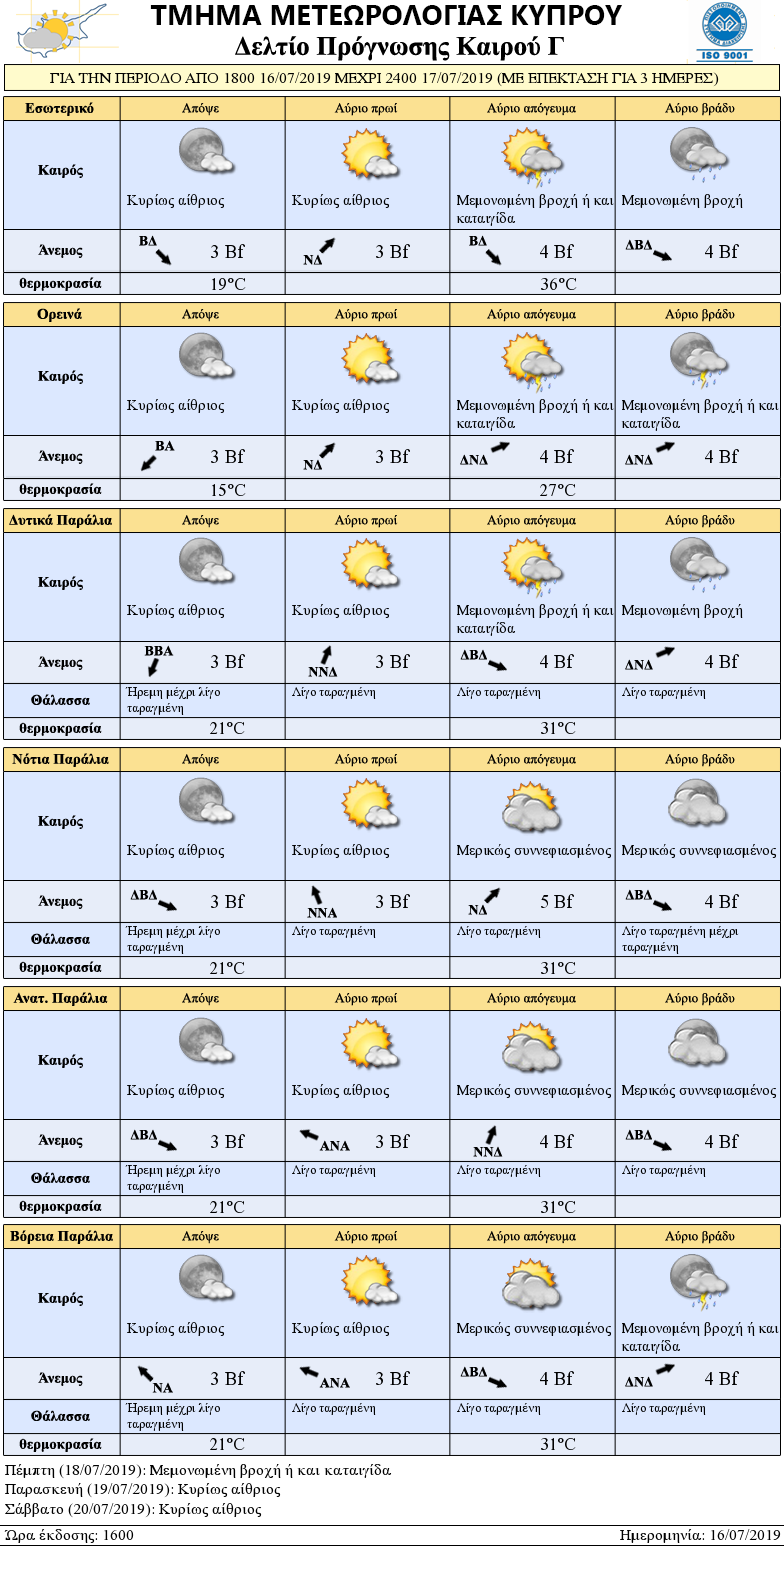 ΤΜΗΜΑ ΜΕΤΕΩΡΟΛΟΓΙΑΣ ΚΥΠΡΟΥ
Δελτίο Πρόγνωσης Καιρού Γ
ISO 9001
ΓΙΑ ΤΗΝ ΠΕΡΙΟΔΟ ΑΠΟ 1800 16/07/2019 ΜΕΧΡΙ 2400 17/07/2019 (ΜΕ ΕΠΕΚΤΑΣΗ ΓΙΑ 3 ΗΜΕΡΕΣ)
Εσωτερικό Απόψε Αύριο πρωί Αύριο απόγευμα Αύριο βράδυ
Καιρός Κυρίως αίθριος Κυρίως αίθριος Μεμονωμένη βροχή ή και Μεμονωμένη βροχή
καταιγίδα
Άνεμος ΒΔ 3 Bf ΝΔ 3 Bf ΒΔ 4 Bf ΔΒΔ 4 Bf
θερμοκρασία 19°C 36°C
Ορεινά Απόψε Αύριο πρωί Αύριο απόγευμα Αύριο βράδυ
Καιρός Κυρίως αίθριος Κυρίως αίθριος Μεμονωμένη βροχή ή και Μεμονωμένη βροχή ή και
καταιγίδα καταιγίδα
Άνεμος ΒΑ 3 Bf ΝΔ 3 Bf ΔΝΔ 4 Bf ΔΝΔ 4 Bf
θερμοκρασία 15°C 27°C
Δυτικά Παράλια Απόψε Αύριο πρωί Αύριο απόγευμα Αύριο βράδυ
Καιρός Κυρίως αίθριος Κυρίως αίθριος Μεμονωμένη βροχή ή και Μεμονωμένη βροχή
καταιγίδα
Άνεμος ΒΒΑ 3 Bf ΝΝΔ 3 Bf ΔΒΔ 4 Bf ΔΝΔ 4 Bf
Θάλασσα Ήρεμη μέχρι λίγο Λίγο ταραγμένη Λίγο ταραγμένη Λίγο ταραγμένη
ταραγμένη
θερμοκρασία 21°C 31°C
Νότια Παράλια Απόψε Αύριο πρωί Αύριο απόγευμα Αύριο βράδυ
Καιρός Κυρίως αίθριος Κυρίως αίθριος Μερικώς συννεφιασμένος Μερικώς συννεφιασμένος
Άνεμος ΔΒΔ 3 Bf ΝΝΑ 3 Bf ΝΔ 5 Bf ΔΒΔ 4 Bf
Θάλασσα Ήρεμη μέχρι λίγο Λίγο ταραγμένη Λίγο ταραγμένη Λίγο ταραγμένη μέχρι
ταραγμένη ταραγμένη
θερμοκρασία 21°C 31°C
Ανατ. Παράλια Απόψε Αύριο πρωί Αύριο απόγευμα Αύριο βράδυ
Καιρός Κυρίως αίθριος Κυρίως αίθριος Μερικώς συννεφιασμένος Μερικώς συννεφιασμένος
Άνεμος ΔΒΔ 3 Bf ΑΝΑ 3 Bf ΝΝΔ 4 Bf ΔΒΔ 4 Bf
Θάλασσα Ήρεμη μέχρι λίγο Λίγο ταραγμένη Λίγο ταραγμένη Λίγο ταραγμένη
ταραγμένη
θερμοκρασία 21°C 31°C
Βόρεια Παράλια Απόψε Αύριο πρωί Αύριο απόγευμα Αύριο βράδυ
Καιρός Κυρίως αίθριος Κυρίως αίθριος Μερικώς συννεφιασμένος Μεμονωμένη βροχή ή και
καταιγίδα
Άνεμος ΝΑ 3 Bf ΑΝΑ 3 Bf ΔΒΔ 4 Bf ΔΝΔ 4 Bf
Θάλασσα Ήρεμη μέχρι λίγο Λίγο ταραγμένη Λίγο ταραγμένη Λίγο ταραγμένη
ταραγμένη
θερμοκρασία 21°C 31°C
Πέμπτη (18/07/2019): Μεμονωμένη βροχή ή και καταιγίδα
Παρασκευή (19/07/2019): Κυρίως αίθριος
Σάββατο (20/07/2019): Κυρίως αίθριος
Ώρα έκδοσης: 1600 Ημερομηνία: 16/07/2019